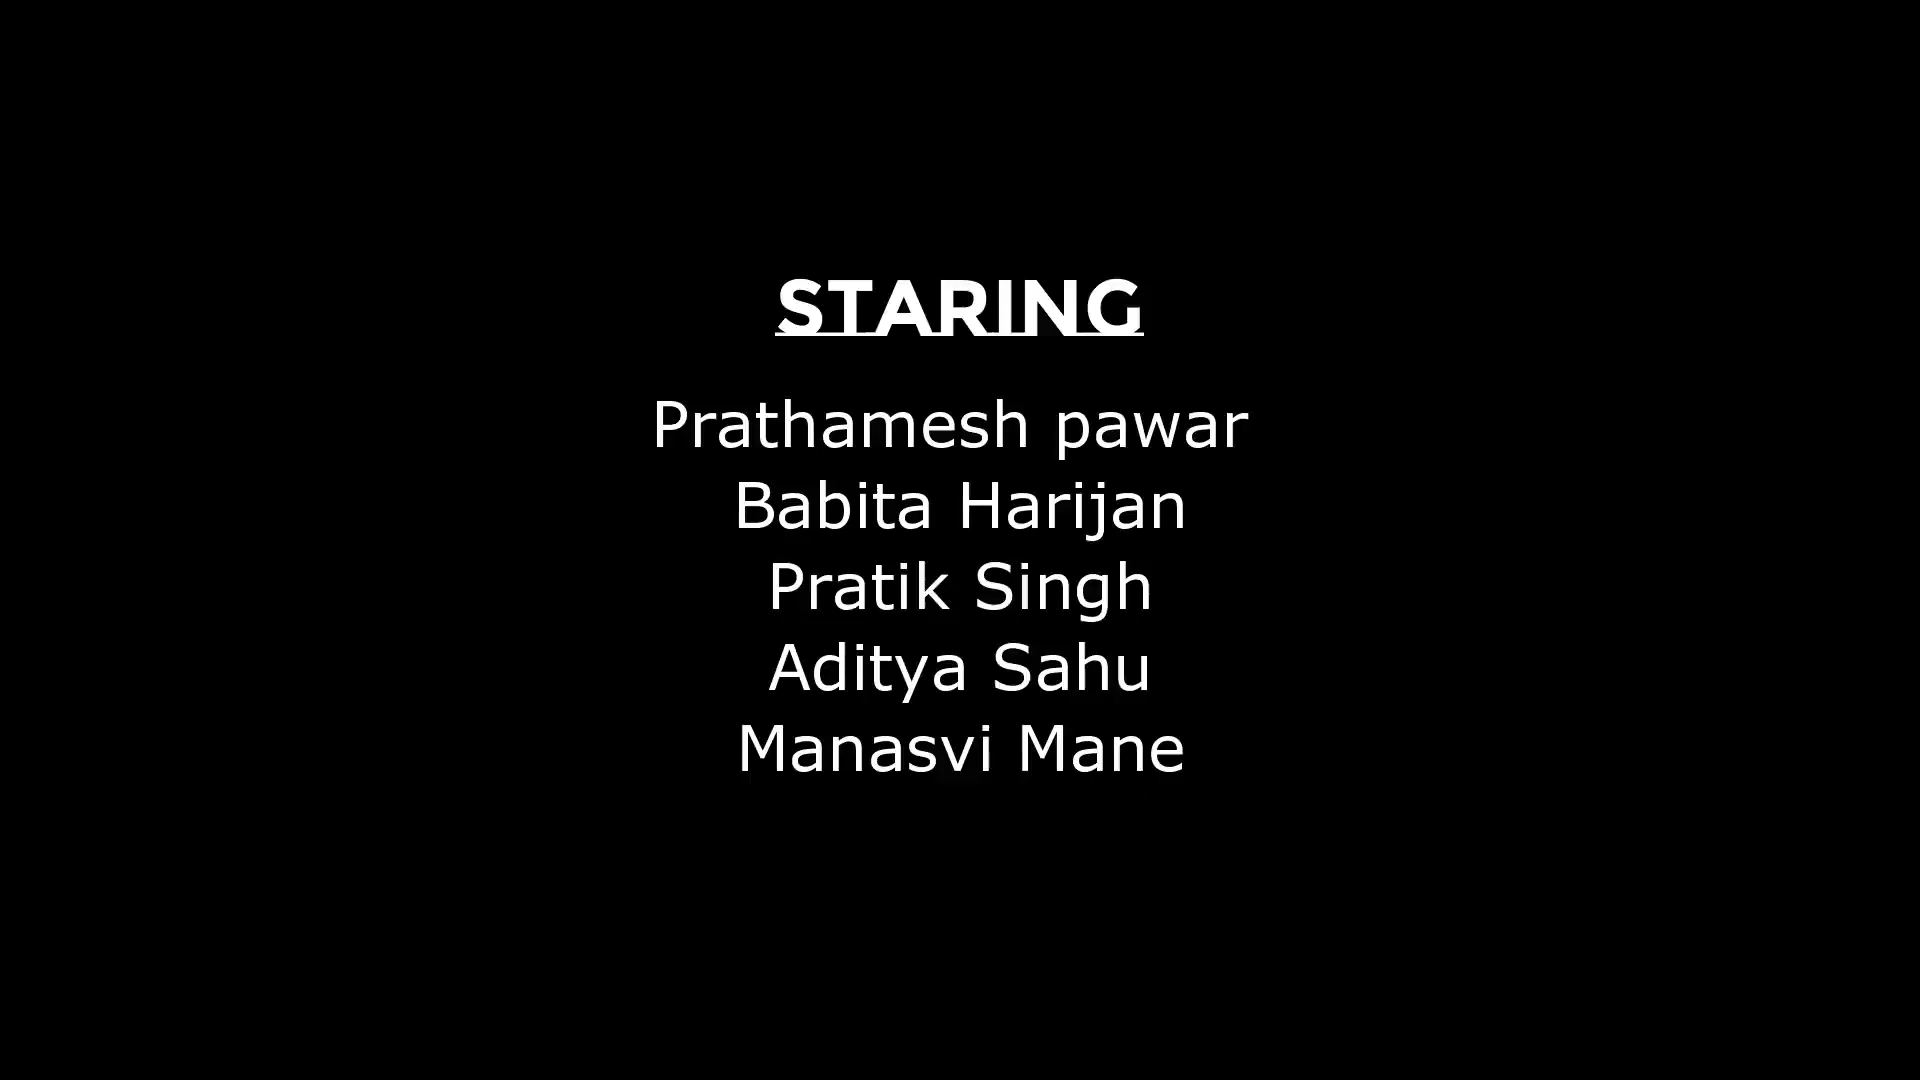 STARING
Prathamesh pawar
Babita Harijan
Pratik Singh
Aditya Sahu
Manasvi Mane